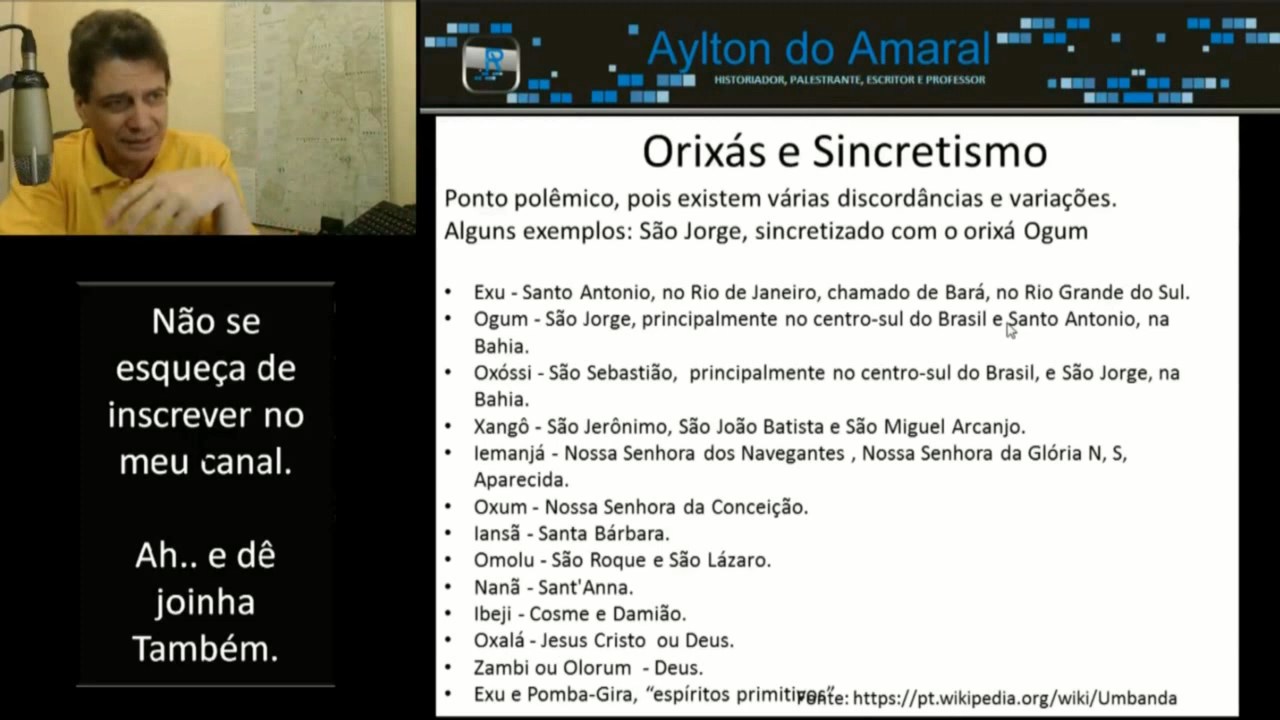 Aylton do Amaral
HISTORIADOR, PALESTRANTE, ESCRITOR E PROFESSOR
R
Orixás e Sincretismo
Ponto polêmico, pois existem várias discordâncias e variações.
Alguns exemplos: São Jorge, sincretizado com o orixá Ogum
• Exu - Santo Antonio, no Rio de Janeiro, chamado de Bará, no Rio Grande do Sul.
• Ogum - São Jorge, principalmente no centro-sul do Brasil e Santo Antonio, na
Bahia.
• Oxóssi - São Sebastião, principalmente no centro-sul do Brasil, e São Jorge, na
Bahia.
• Xangô - São Jerônimo, São João Batista e São Miguel Arcanjo.
• Iemanjá - Nossa Senhora dos Navegantes , Nossa Senhora da Glória N, S,
Aparecida.
• Oxum - Nossa Senhora da Conceição.
• Iansã - Santa Bárbara.
• Omolu - São Roque e São Lázaro.
• Nanã - Sant'Anna.
• Ibeji - Cosme e Damião.
• Oxalá - Jesus Cristo ou Deus.
• Zambi ou Olorum - Deus.
• Exu e Pomba-Gira, “espíritos primitivos”.
Fonte: https://pt.wikipedia.org/wiki/Umbanda
Não se
esqueça de
inscrever no
meu canal.
Ah.. e dê
joinha
Também.